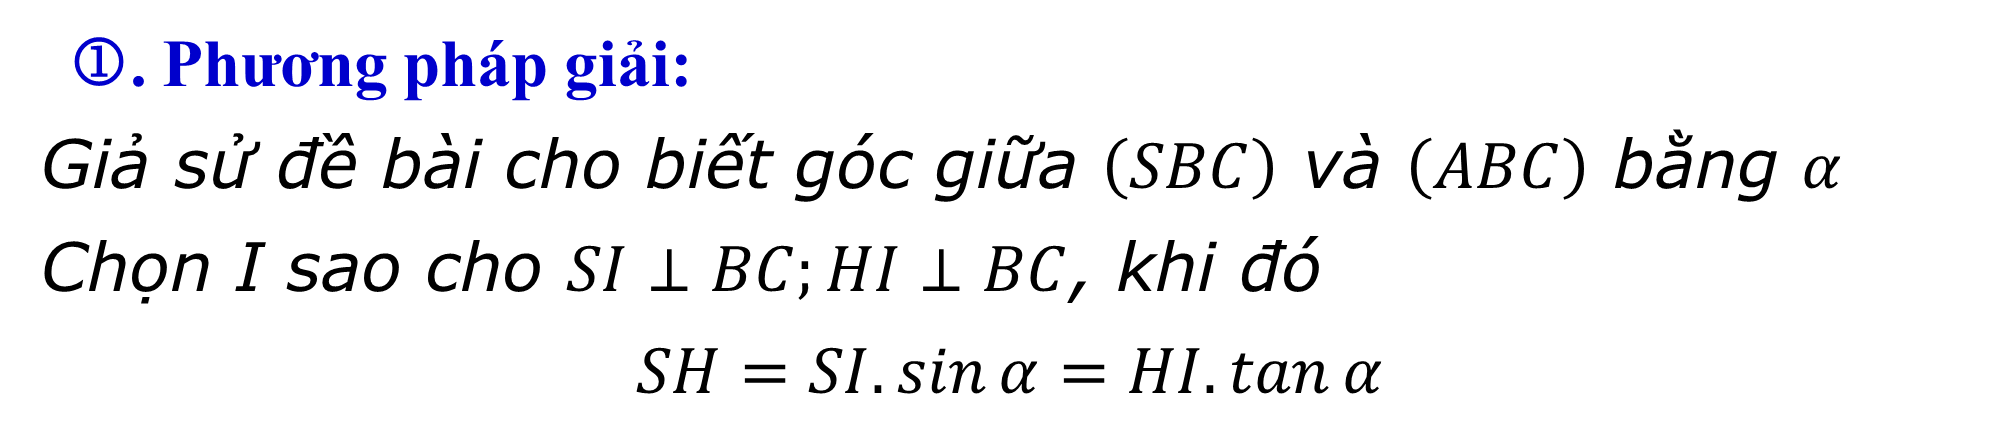 ①. Phương pháp giải:
Giả sử đề bài cho biết góc giữa (SBC) và (ABC) bằng α
Chọn I sao cho SI ⊥ BC; HI ⊥ BC, khi đó
SH = SI. sin α = HI. tan α